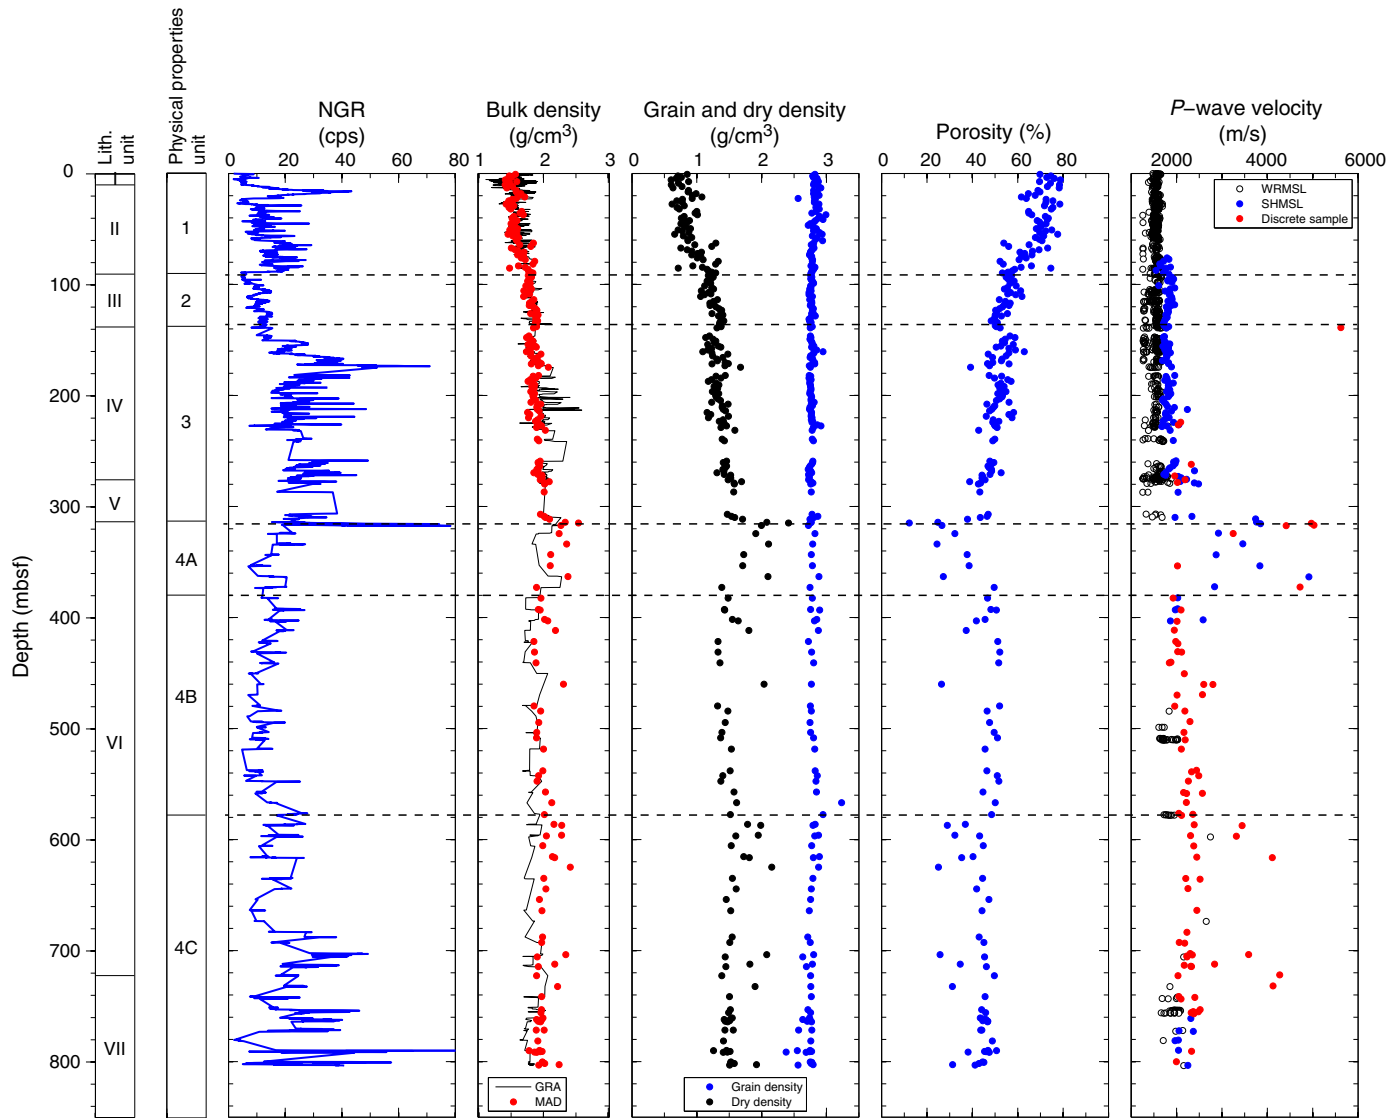 Lith.
unit
Physical properties
unit
NGR
(cps)
Bulk density
(g/cm3)
Grain and dry density
(g/cm3)
Porosity (%)
P–wave velocity
(m/s)
0 20 40 60 80
1 2 3
0 1 2 3
0 20 40 60 80
2000 4000 6000
Depth (mbsf)
0
100
200
300
400
500
600
700
800
I
II
III
IV
V
VI
VII
1
2
3
4A
4B
4C
WRMSL
SHMSL
Discrete sample
GRA
MAD
Grain density
Dry density